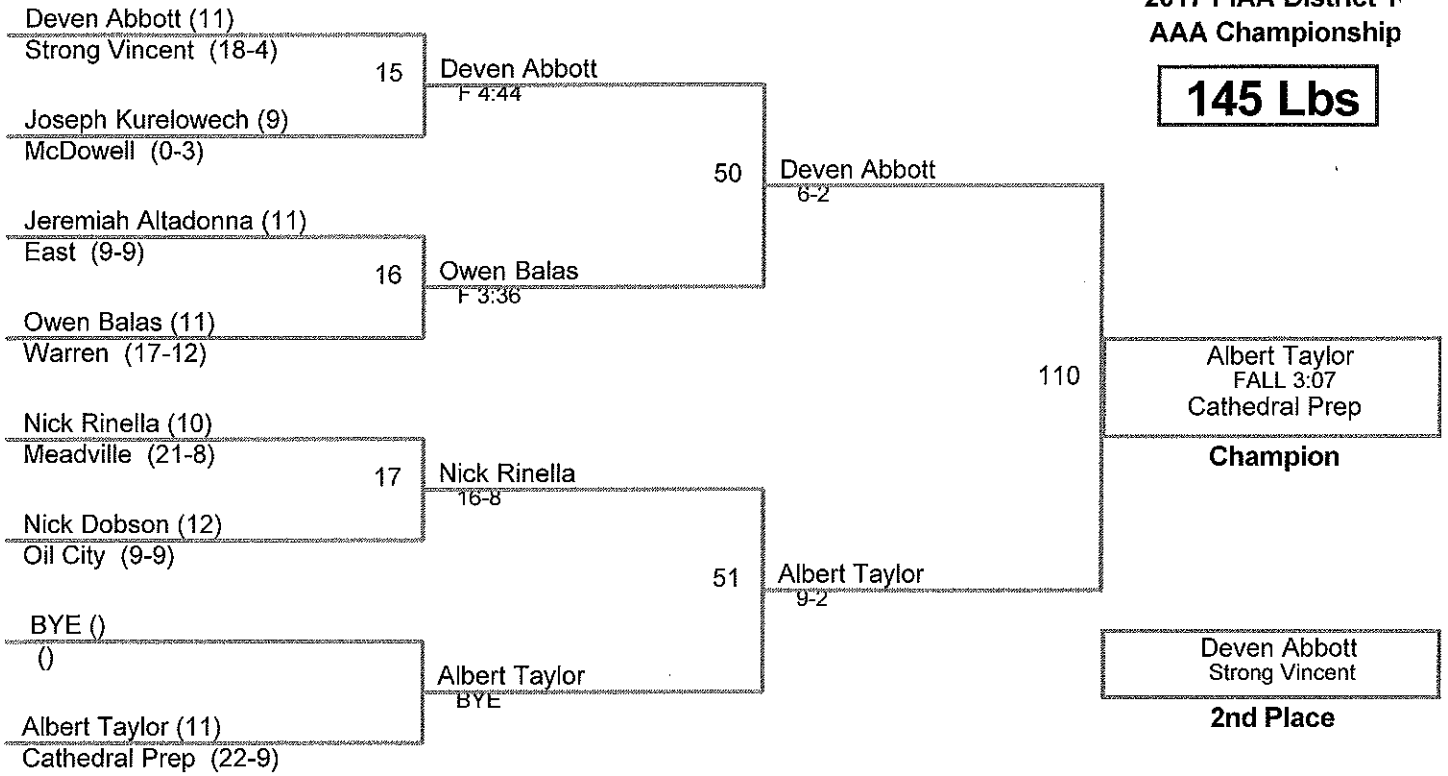 2017 PIAA District
AAA Championship
145 Lbs
Deven Abbott (11)
Strong Vincent (18-4)
15
Deven Abbott
F 4:44
Joseph Kurelowech (9)
McDowell (0-3)
50
Deven Abbott
6-2
Jeremiah Altadonna (11)
East (9-9)
16
Owen Balas
F 3:36
Owen Balas (11)
Warren (17-12)
110
Albert Taylor
FALL 3:07
Cathedral Prep
Champion
Nick Rinella (10)
Meadville (21-8)
17
Nick Rinella
16-8
Nick Dobson (12)
Oil City (9-9)
51
Albert Taylor
9-2
BYE ()
()
Albert Taylor
BYE
Albert Taylor (11)
Cathedral Prep (22-9)
Deven Abbott
Strong Vincent
2nd Place